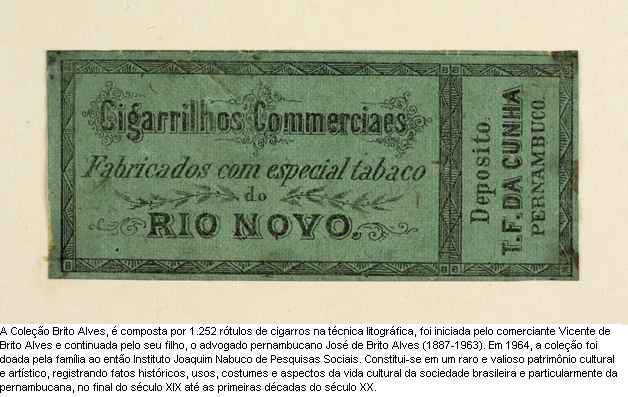 Cigarrilhos Commerciaes
Fabricados com especial tabaco
do
RIO NOVO.
Deposito
T. F. DA CUNHA
PERNAMBUCO.
A Coleção Brito Alves, é composta por 1.252 rótulos de cigarros na técnica litográfica, foi iniciada pelo comerciante Vicente de
Brito Alves e continuada pelo seu filho, o advogado pernambucano José de Brito Alves (1887-1963). Em 1964, a coleção foi
doada pela família ao então Instituto Joaquim Nabuco de Pesquisas Sociais. Constitui-se em um raro e valioso patrimônio cultural
e artístico, registrando fatos históricos, usos, costumes e aspectos da vida cultural da sociedade brasileira e particularmente da
pernambucana, no final do século XIX até as primeiras décadas do século XX.